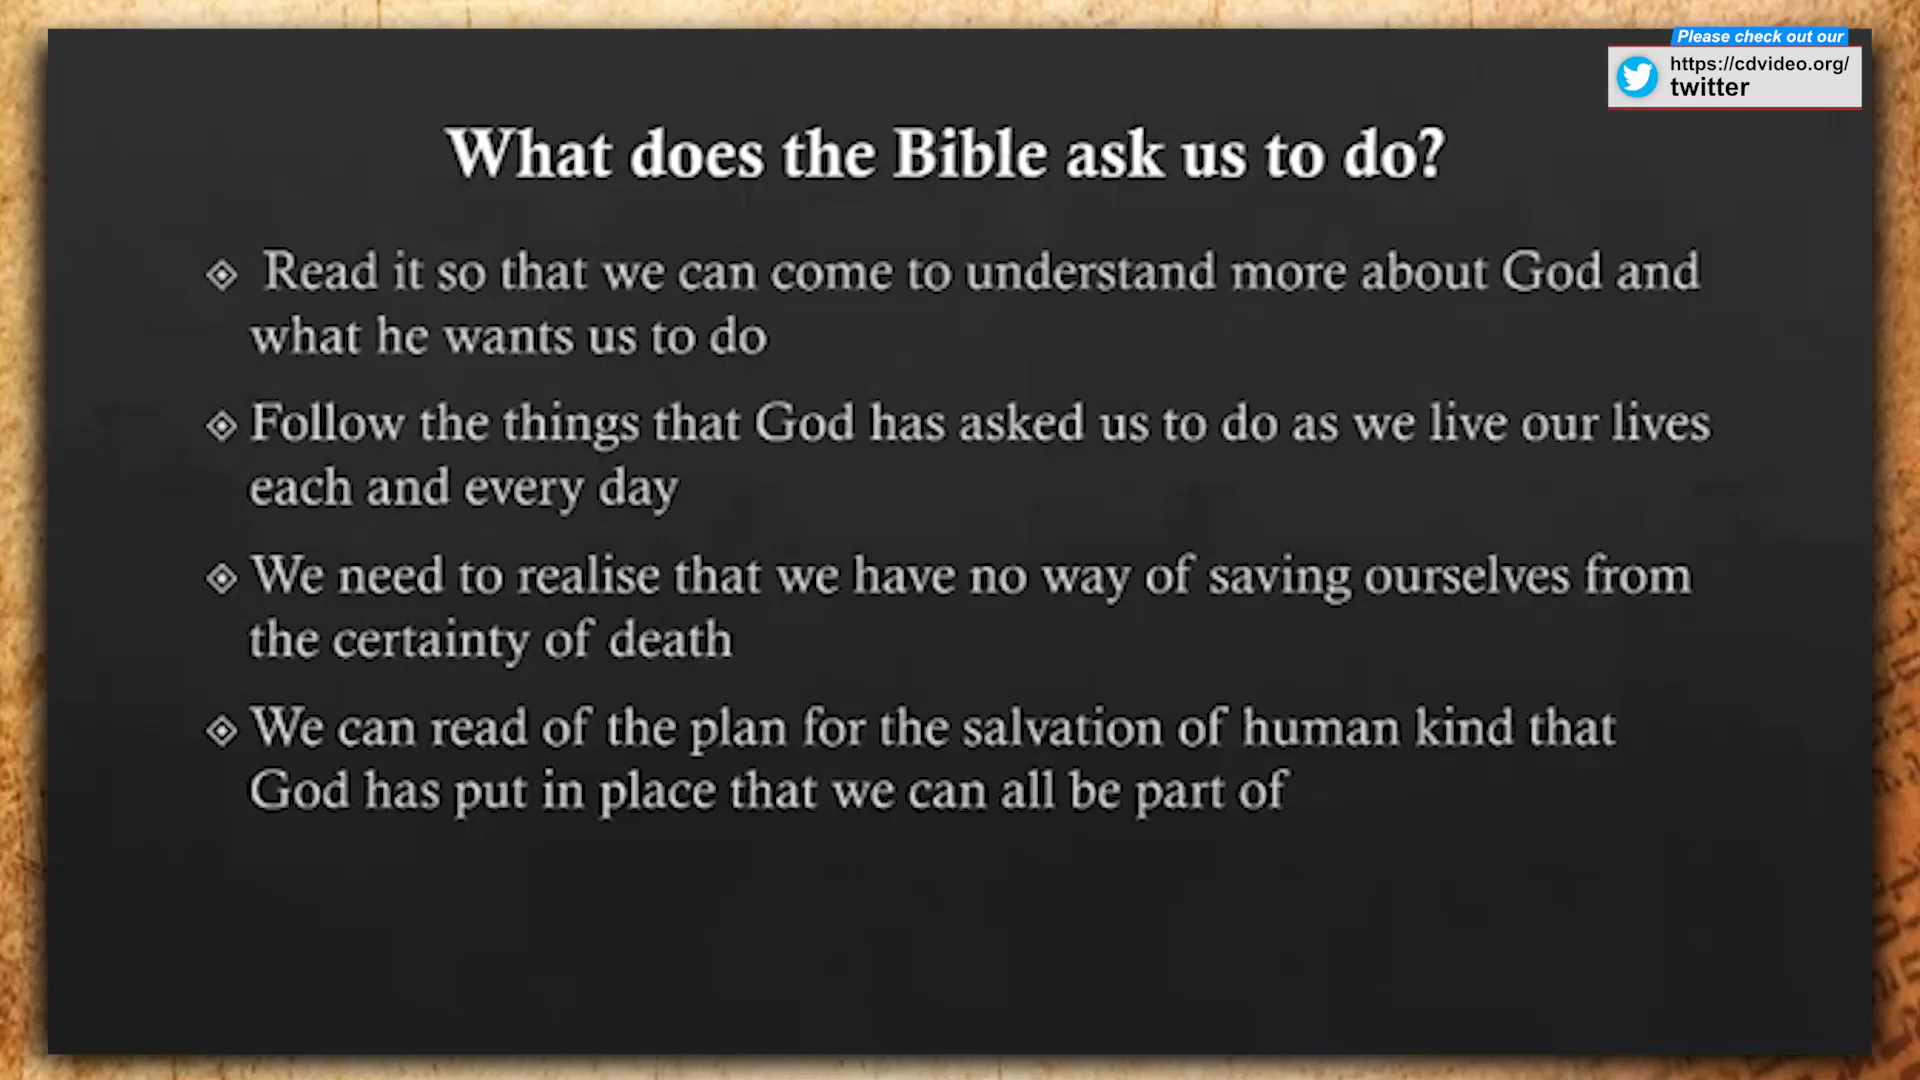 Please check out our
https://cdvideo.org/
twitter
What does the Bible ask us to do?
Read it so that we can come to understand more about God and
what he wants us to do
Follow the things that God has asked us to do as we live our lives
each and every day
We need to realise that we have no way of saving ourselves from
the certainty of death
We can read of the plan for the salvation of human kind that
God has put in place that we can all be part of